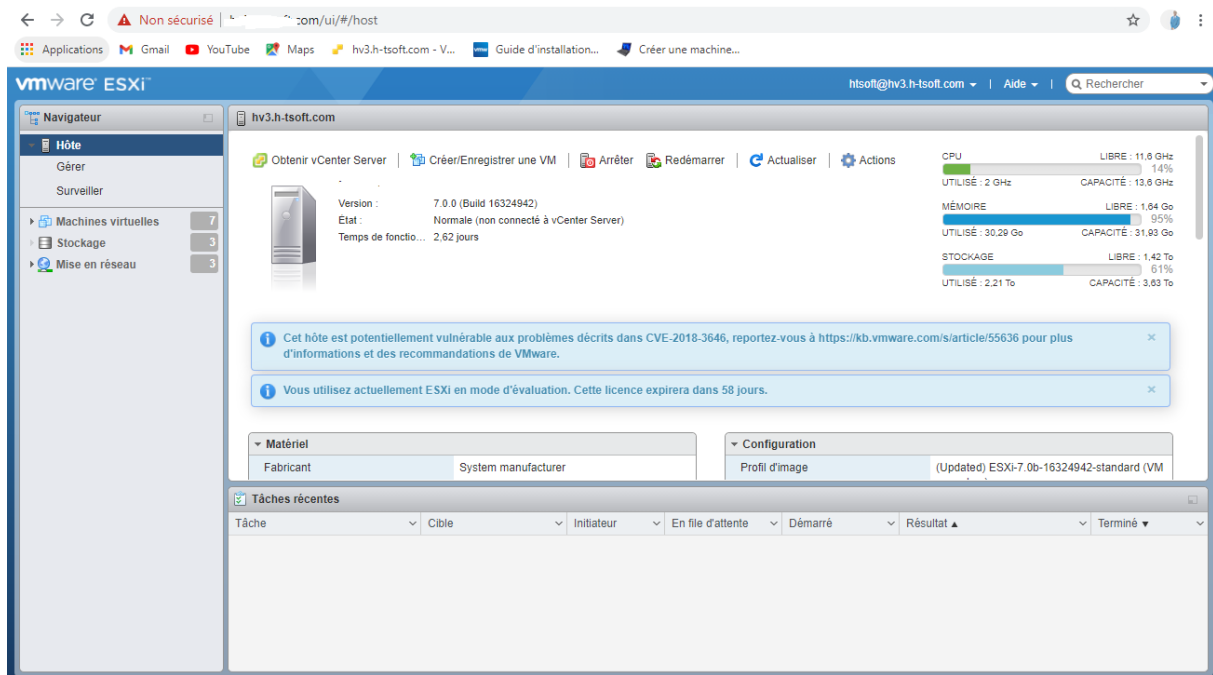 Non sécurisé | com/ui/#/host
Applications Gmail YouTube Maps hv3.h-tsoft.com - V... Guide d'installation... Créer une machine...
vmware ESXi™
htsoft@hv3.h-tsoft.com | Aide | Rechercher
Navigateur
Hôte
Gérer
Surveiller
Machines virtuelles 7
Stockage 3
Mise en réseau 3
hv3.h-tsoft.com
Obtenir vCenter Server | Créer/Enregistrer une VM | Arrêter Redémarrer | Actualiser | Actions
Version : 7.0.0 (Build 16324942)
État : Normale (non connecté à vCenter Server)
Temps de fonctio... 2,62 jours
CPU LIBRE : 11,6 GHz
14%
UTILISÉ : 2 GHz CAPACITÉ : 13,6 GHz
MÉMOIRE LIBRE : 1,64 Go
95%
UTILISÉ : 30,29 Go CAPACITÉ : 31,93 Go
STOCKAGE LIBRE : 1,42 To
61%
UTILISÉ : 2,21 To CAPACITÉ : 3,63 To
Cet hôte est potentiellement vulnérable aux problèmes décrits dans CVE-2018-3646, reportez-vous à https://kb.vmware.com/s/article/55636 pour plus
d'informations et des recommandations de VMware.
Vous utilisez actuellement ESXi en mode d'évaluation. Cette licence expirera dans 58 jours.
Matériel
Fabricant System manufacturer
Configuration
Profil d'image (Updated) ESXi-7.0b-16324942-standard (VM
Tâches récentes
Tâche Cible Initiateur En file d'attente Démarré Résultat ▲ Terminé ▼